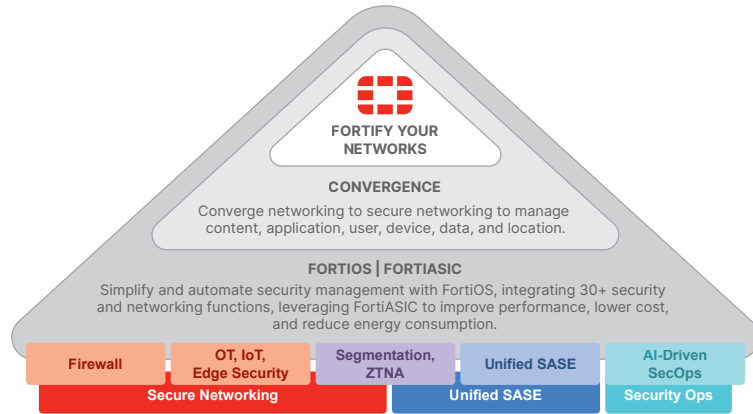 FORTIFY YOUR
NETWORKS
CONVERGENCE
Converge networking to secure networking to manage
content, application, user, device, data, and location.
FORTIOS | FORTIASIC
Simplify and automate security management with FortiOS, integrating 30+ security
and networking functions, leveraging FortiASIC to improve performance, lower cost,
and reduce energy consumption.
Firewall
OT, IoT,
Edge Security
Segmentation,
ZTNA
Unified SASE
AI-Driven
SecOps
Secure Networking
Unified SASE
Security Ops